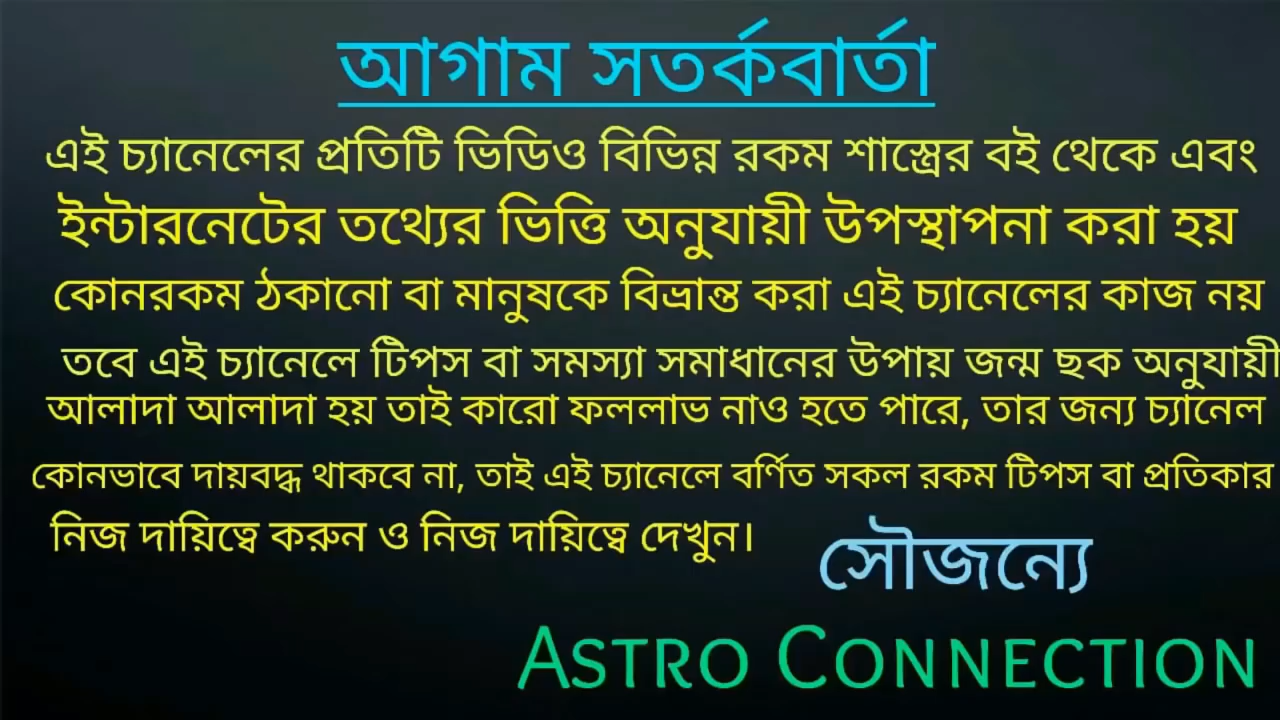 আগাম সতর্কবার্তা
এই চ্যানেলের প্রতিটি ভিডিও বিভিন্ন রকম শাস্ত্রের বই থেকে এবং
ইন্টারনেটের তথ্যের ভিত্তি অনুযায়ী উপস্থাপনা করা হয়
কোনরকম ঠকানো বা মানুষকে বিভ্রান্ত করা এই চ্যানেলের কাজ নয়
তবে এই চ্যানেলে টিপস বা সমস্যা সমাধানের উপায় জন্ম ছক অনুযায়ী
আলাদা আলাদা হয় তাই কারো ফললাভ নাও হতে পারে, তার জন্য চ্যানেল
কোনভাবে দায়বদ্ধ থাকবে না, তাই এই চ্যানেলে বর্ণিত সকল রকম টিপস বা প্রতিকার
নিজ দায়িত্বে করুন ও নিজ দায়িত্বে দেখুন।
সৌজন্যে
ASTRO CONNECTION